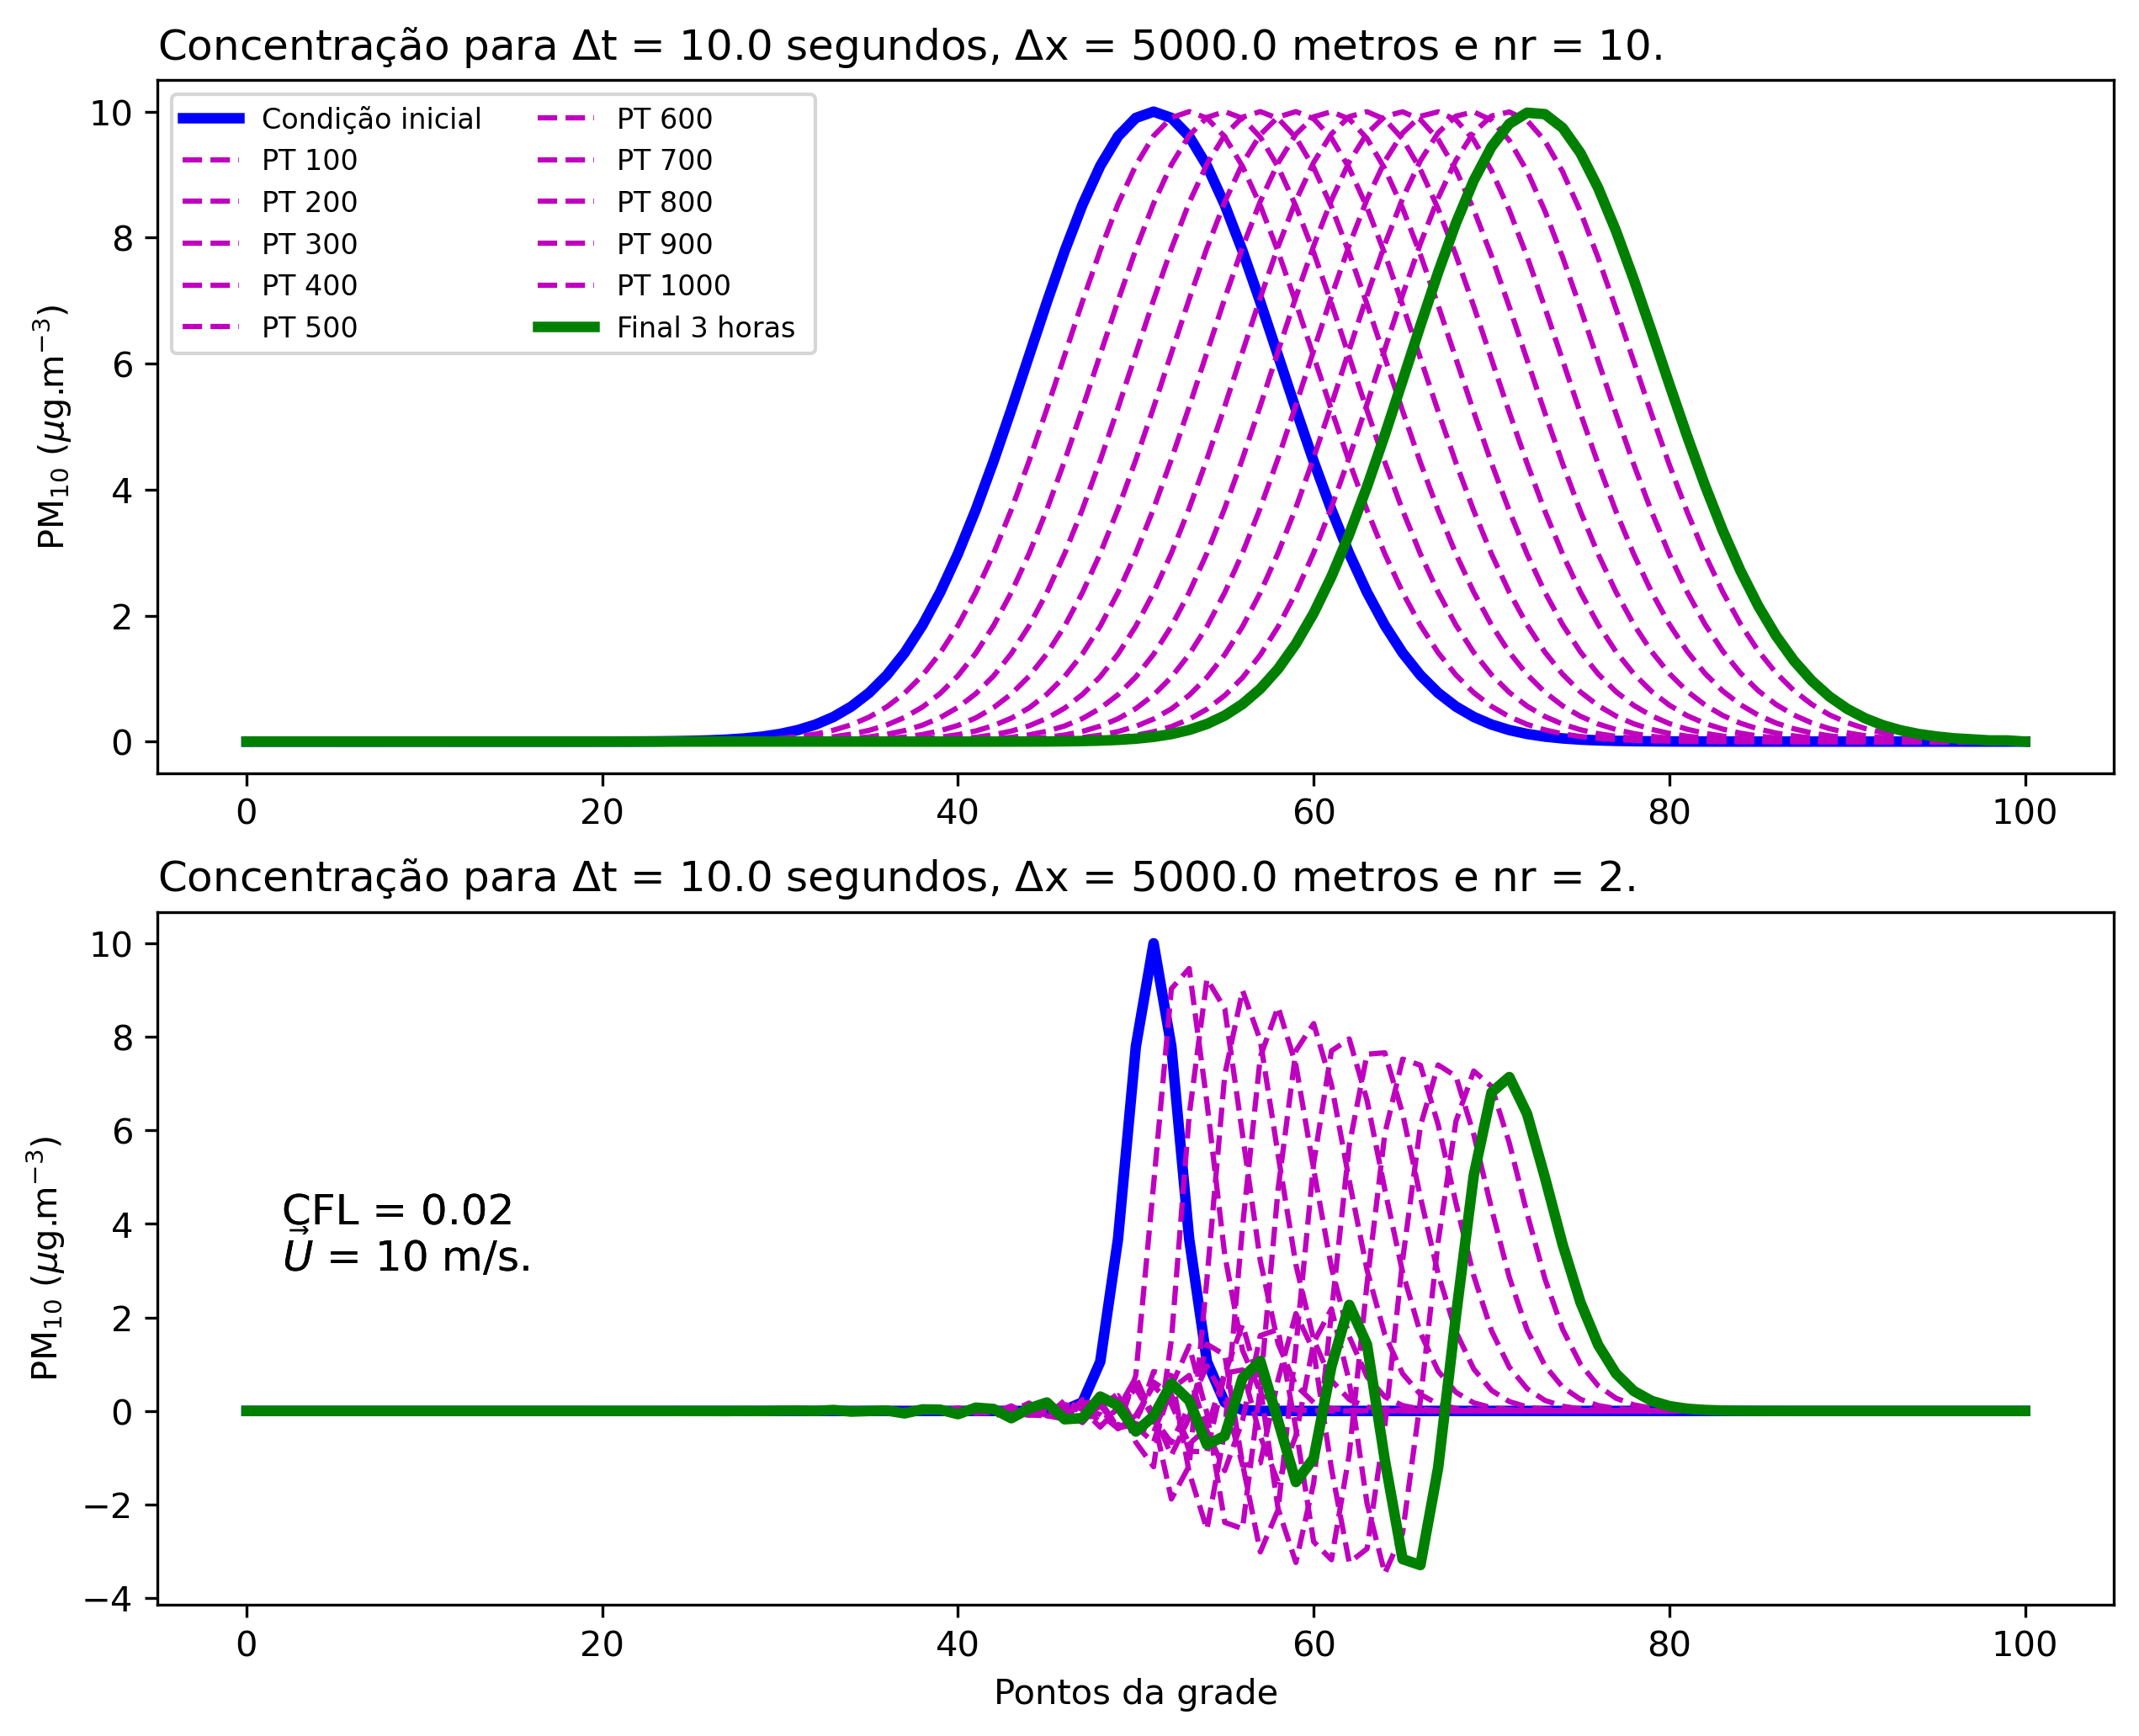 Concentração para Δt = 10.0 segundos, Δx = 5000.0 metros e nr = 10.
Condição inicial
PT 100
PT 200
PT 300
PT 400
PT 500
PT 600
PT 700
PT 800
PT 900
PT 1000
Final 3 horas
PM₁₀ (μg.m⁻³)
10
8
6
4
2
0
0 20 40 60 80 100
Concentração para Δt = 10.0 segundos, Δx = 5000.0 metros e nr = 2.
PM₁₀ (μg.m⁻³)
10
8
6
4
2
0
−2
−4
CFL = 0.02
U⃗ = 10 m/s.
0 20 40 60 80 100
Pontos da grade